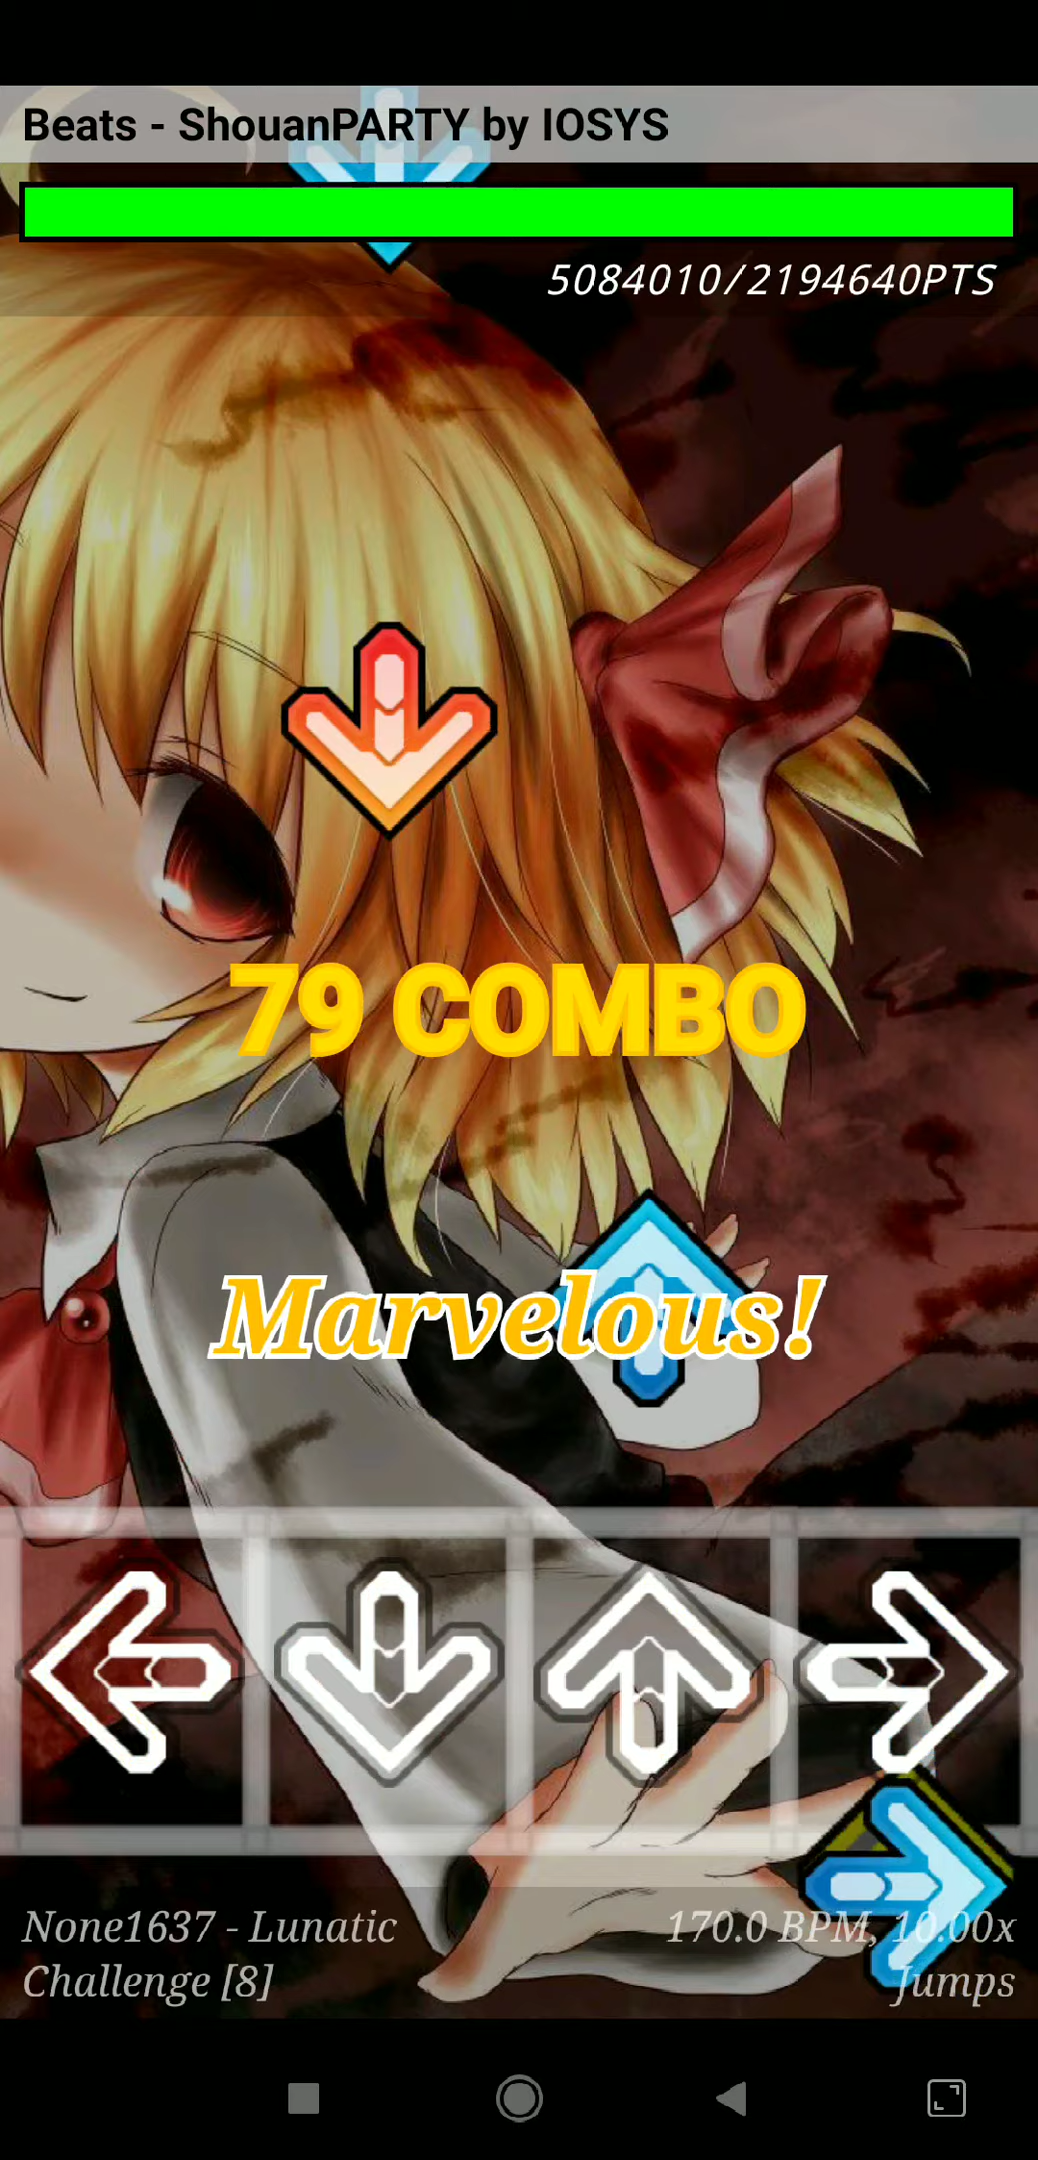 Beats - ShouanPARTY by IOSYS
5084010/2194640PTS
79 COMBO
Marvelous!
None1637 - Lunatic
Challenge [8]
170.0 BPM, 10.00x
Jumps